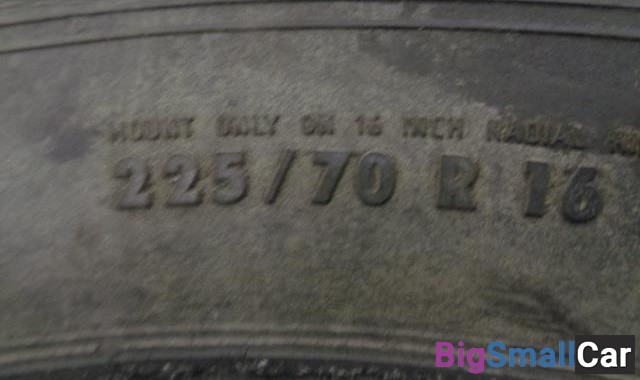 MOUNT ONLY ON 16 INCH RADIAL
225/70 R 16
BigSmallCar